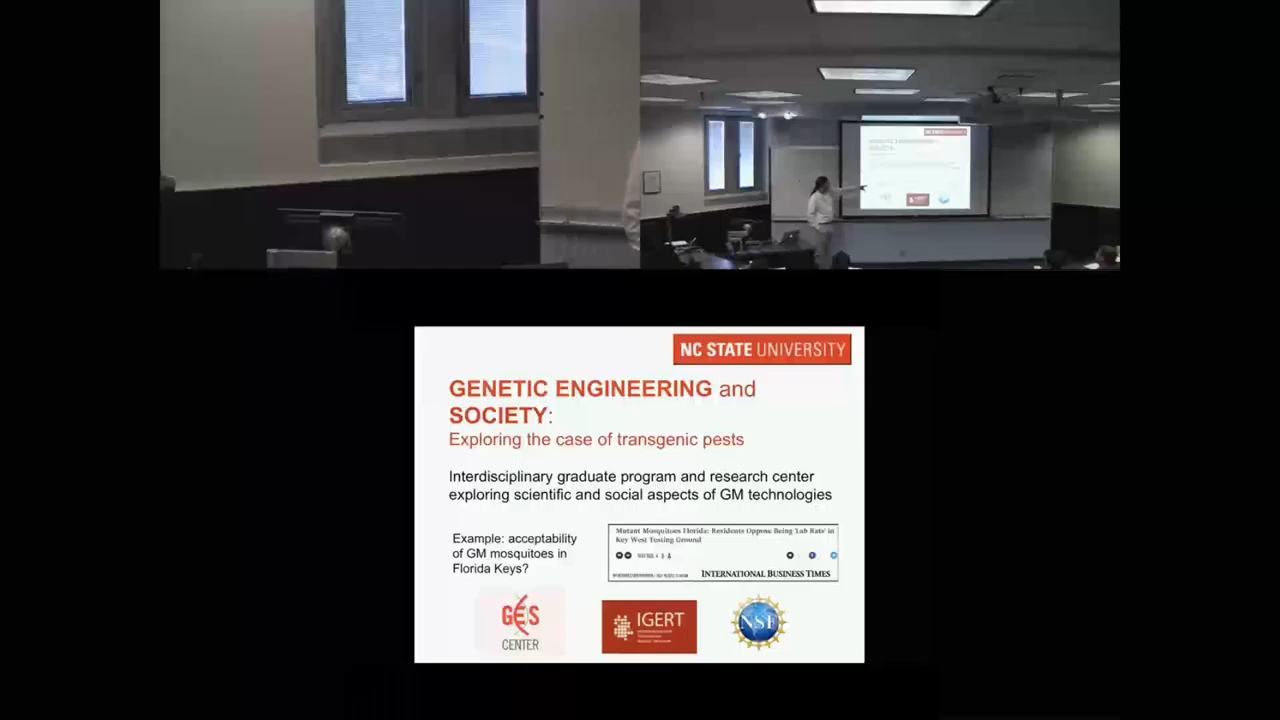 NC STATE UNIVERSITY
GENETIC ENGINEERING and
SOCIETY:
Exploring the case of transgenic pests
Interdisciplinary graduate program and research center
exploring scientific and social aspects of GM technologies
Example: acceptability
of GM mosquitoes in
Florida Keys?
Mutant Mosquitoes Florida: Residents Oppose Being 'Lab Rats' in
Key West Testing Ground
INTERNATIONAL BUSINESS TIMES
GES
CENTER
IGERT
NSF